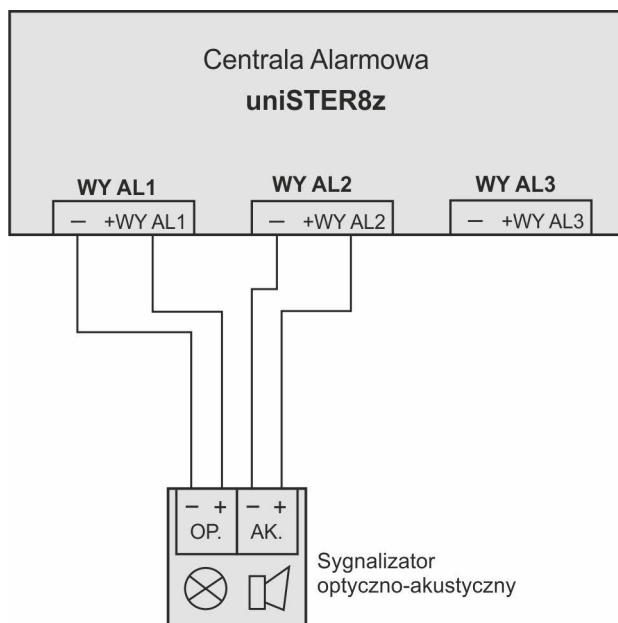 Centrala Alarmowa
uniSTER8z
WY AL1 WY AL2 WY AL3
– +WY AL1 – +WY AL2 – +WY AL3
– + – +
OP. AK.
Sygnalizator
optyczno-akustyczny